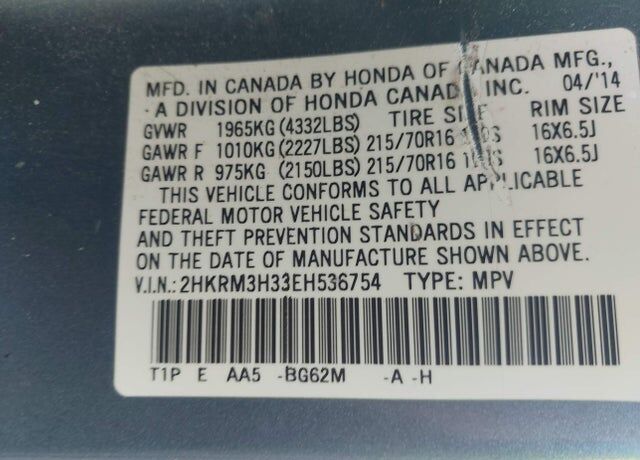 MFD. IN CANADA BY HONDA OF CANADA MFG.,
A DIVISION OF HONDA CANADA INC. 04/'14
GVWR 1965KG (4332LBS) TIRE SIZE RIM SIZE
GAWR F 1010KG (2227LBS) 215/70R16 16X6.5J
GAWR R 975KG (2150LBS) 215/70R16 16X6.5J
THIS VEHICLE CONFORMS TO ALL APPLICABLE
FEDERAL MOTOR VEHICLE SAFETY
AND THEFT PREVENTION STANDARDS IN EFFECT
ON THE DATE OF MANUFACTURE SHOWN ABOVE.
V.I.N.: 2HKRM3H33EH536754 TYPE: MPV
T1P E AA5 -BG62M -A -H